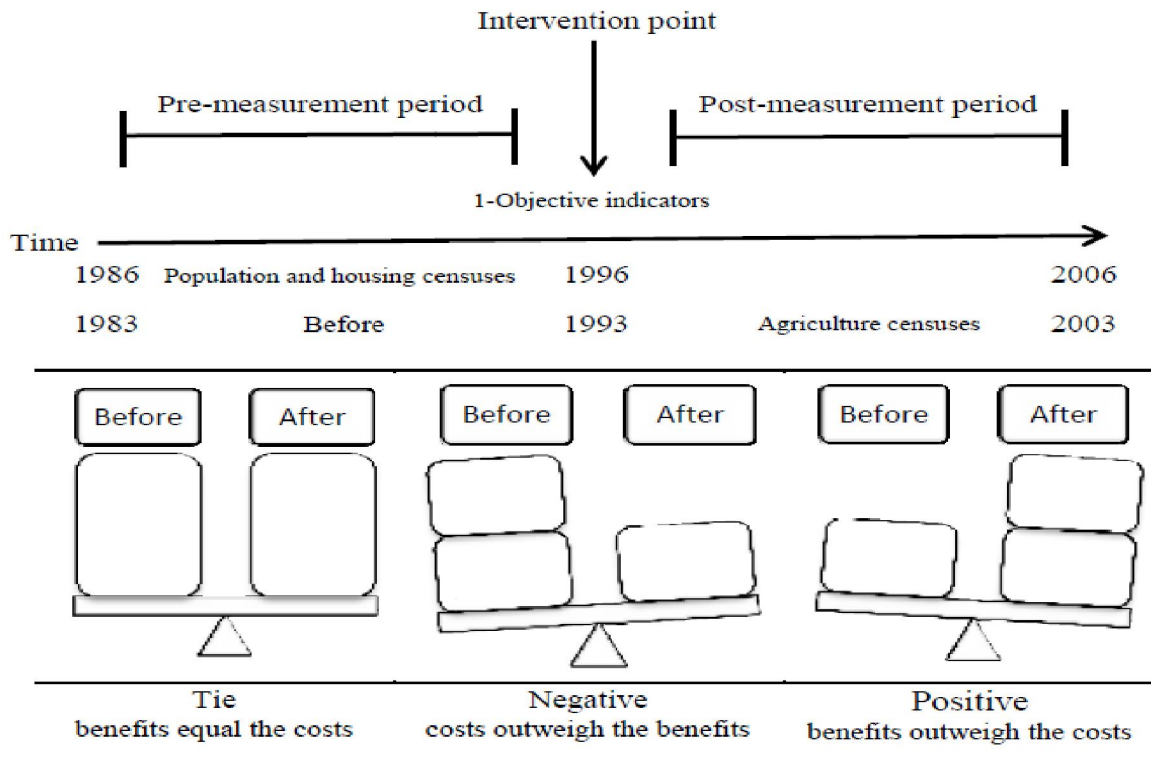 Intervention point
Pre-measurement period
Post-measurement period
1-Objective indicators
Time
1986 Population and housing censuses 1996 2006
1983 Before 1993 Agriculture censuses 2003
Before After Before After Before After
Tie Negative Positive
benefits equal the costs costs outweigh the benefits benefits outweigh the costs